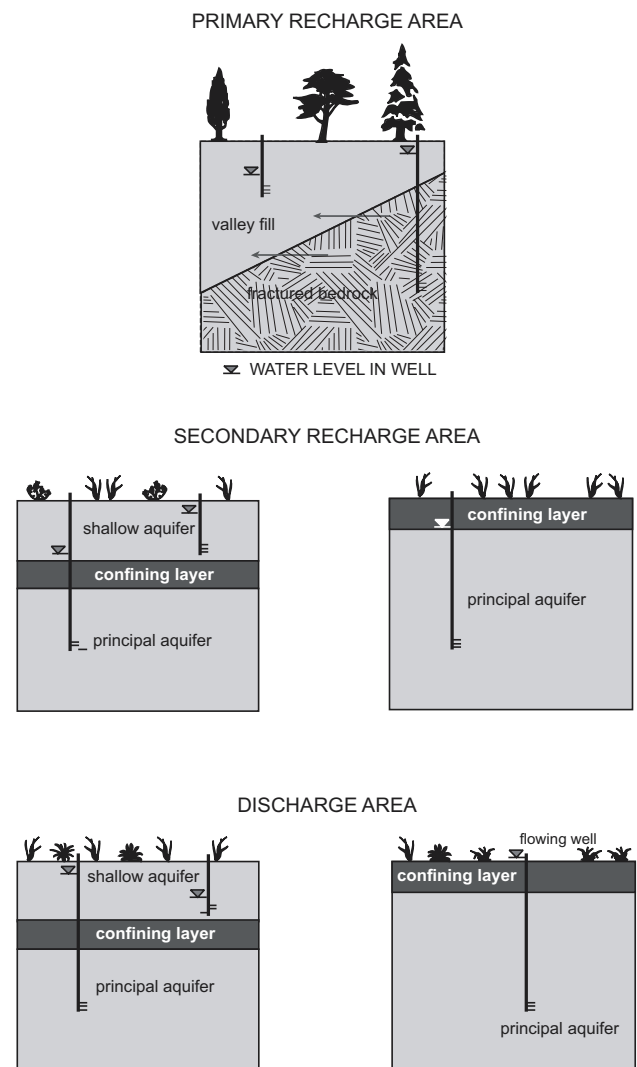 PRIMARY RECHARGE AREA
valley fill
fractured bedrock
WATER LEVEL IN WELL
SECONDARY RECHARGE AREA
shallow aquifer
confining layer
principal aquifer
confining layer
principal aquifer
DISCHARGE AREA
shallow aquifer
confining layer
principal aquifer
flowing well
confining layer
principal aquifer